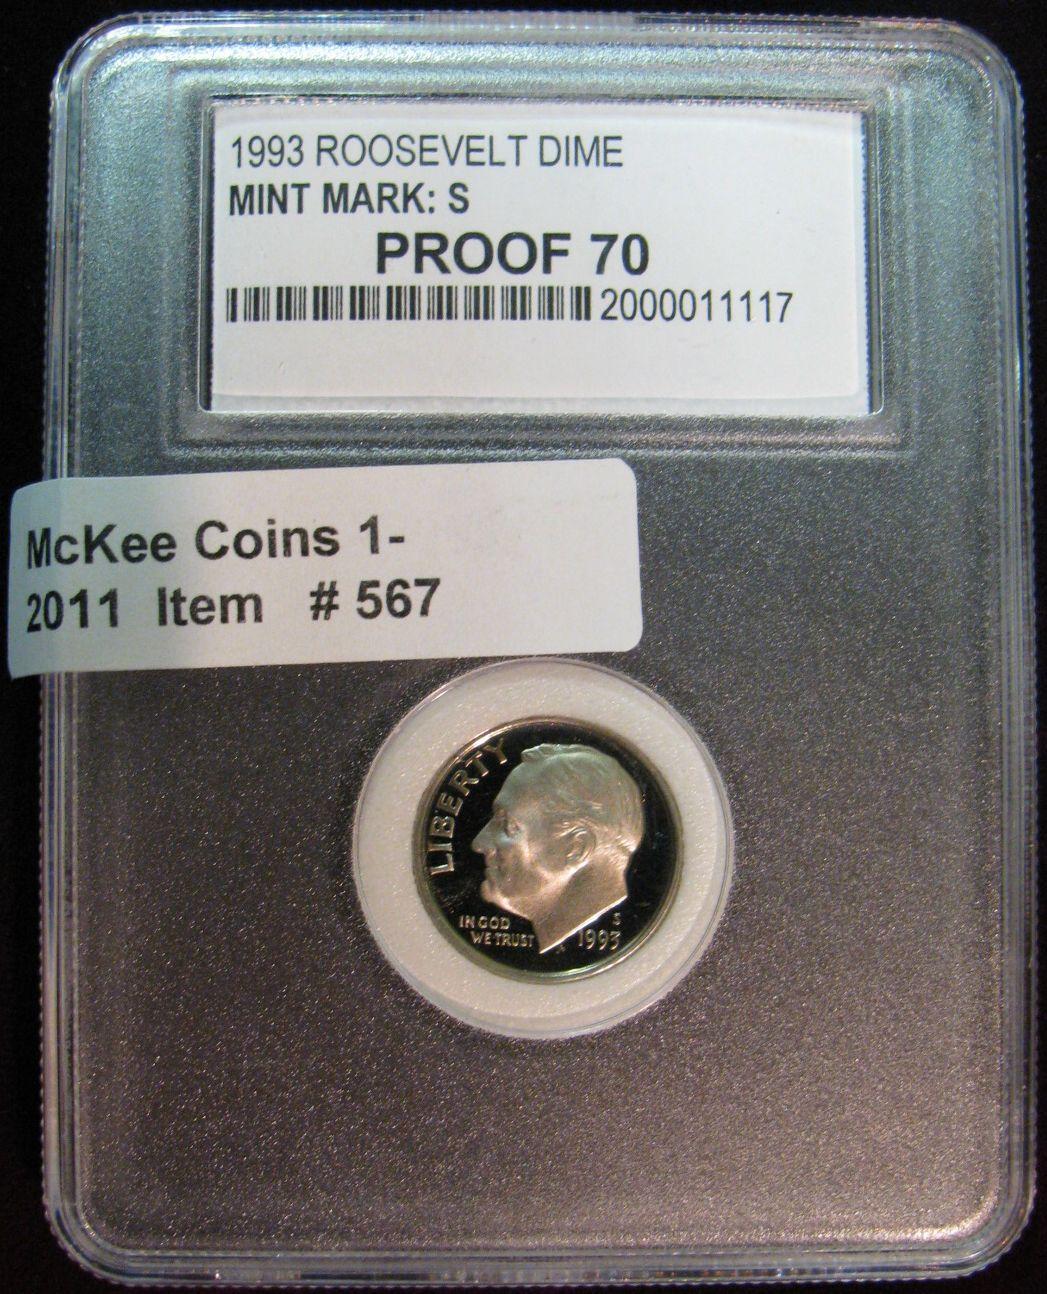 1993 ROOSEVELT DIME
MINT MARK: S
PROOF 70
2000011117
McKee Coins 1-
2011 Item # 567
LIBERTY
IN GOD
WE TRUST
S
1993